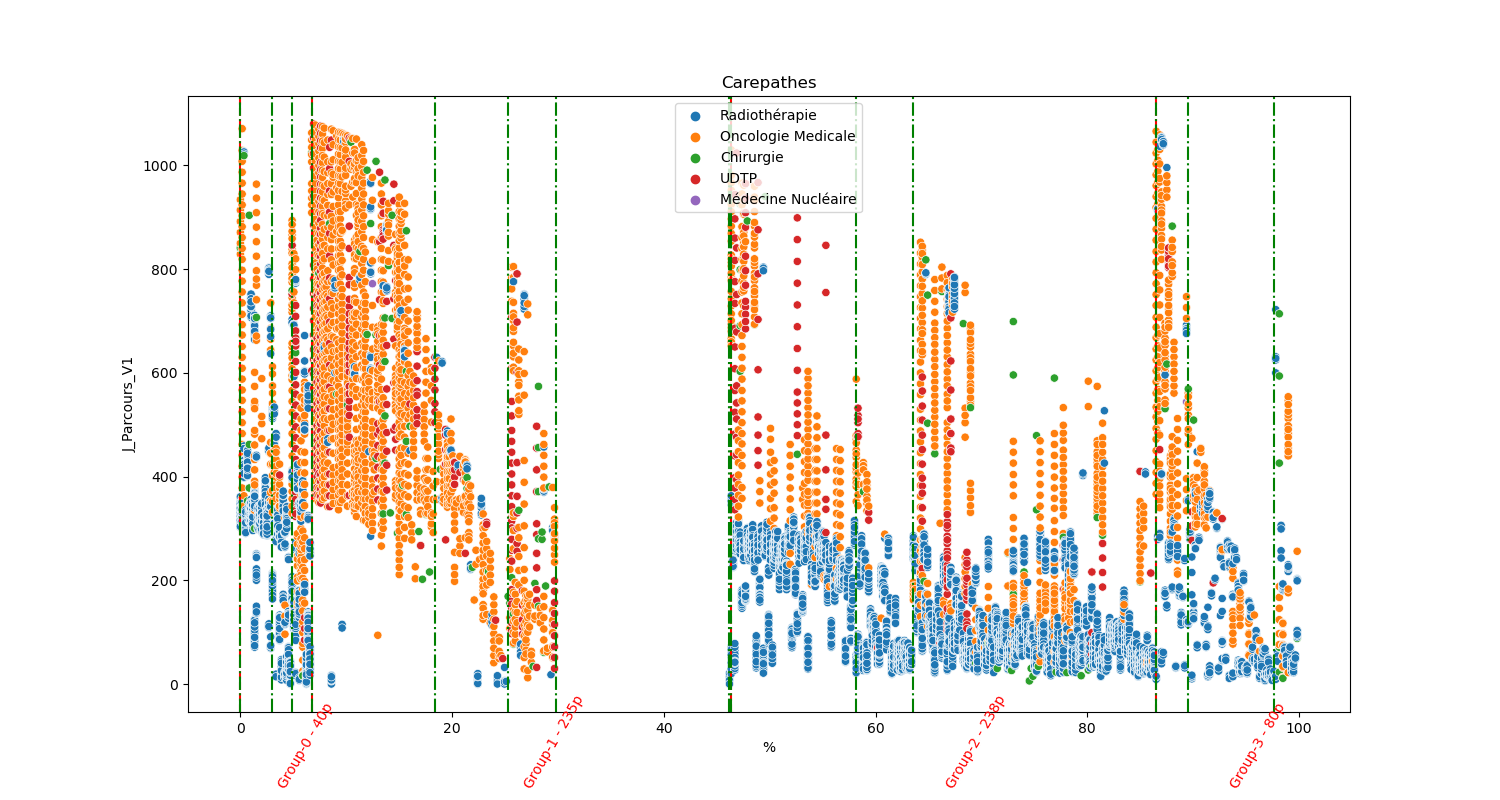 Carepathes
Radiothérapie
Oncologie Medicale
Chirurgie
UDTP
Médecine Nucléaire
J_Parcours_V1
1000
800
600
400
200
0
0 20 40 60 80 100
%
Group-0 - 40p
Group-1 - 235p
Group-2 - 238p
Group-3 - 80p